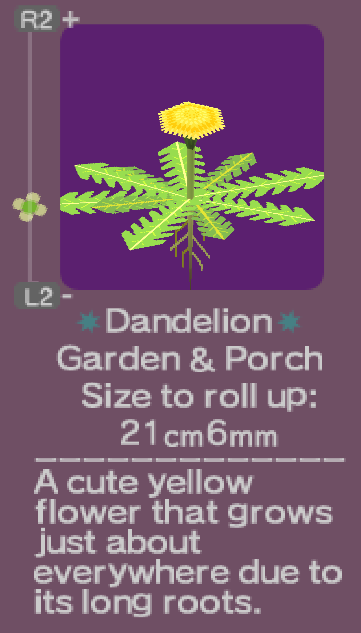 R2 +
L2 -
Dandelion
Garden & Porch
Size to roll up:
21cm6mm
A cute yellow
flower that grows
just about
everywhere due to
its long roots.